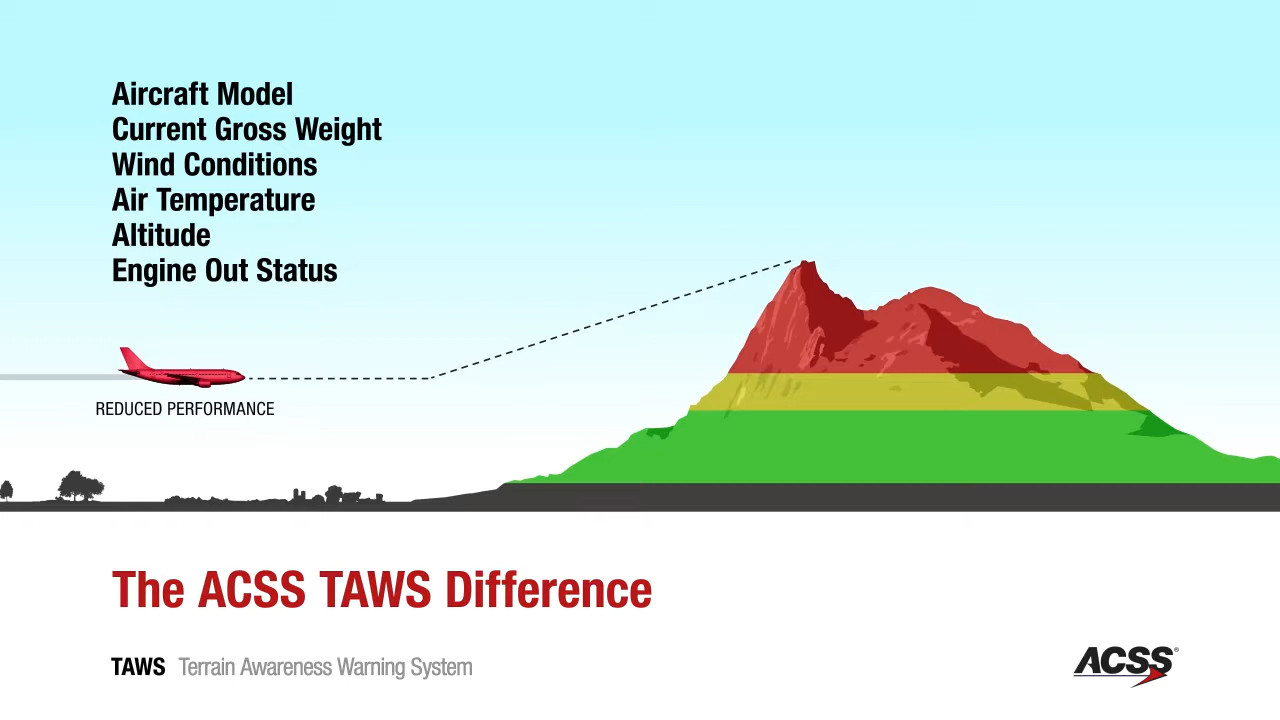 Aircraft Model
Current Gross Weight
Wind Conditions
Air Temperature
Altitude
Engine Out Status
REDUCED PERFORMANCE
The ACSS TAWS Difference
TAWS Terrain Awareness Warning System
ACSS®